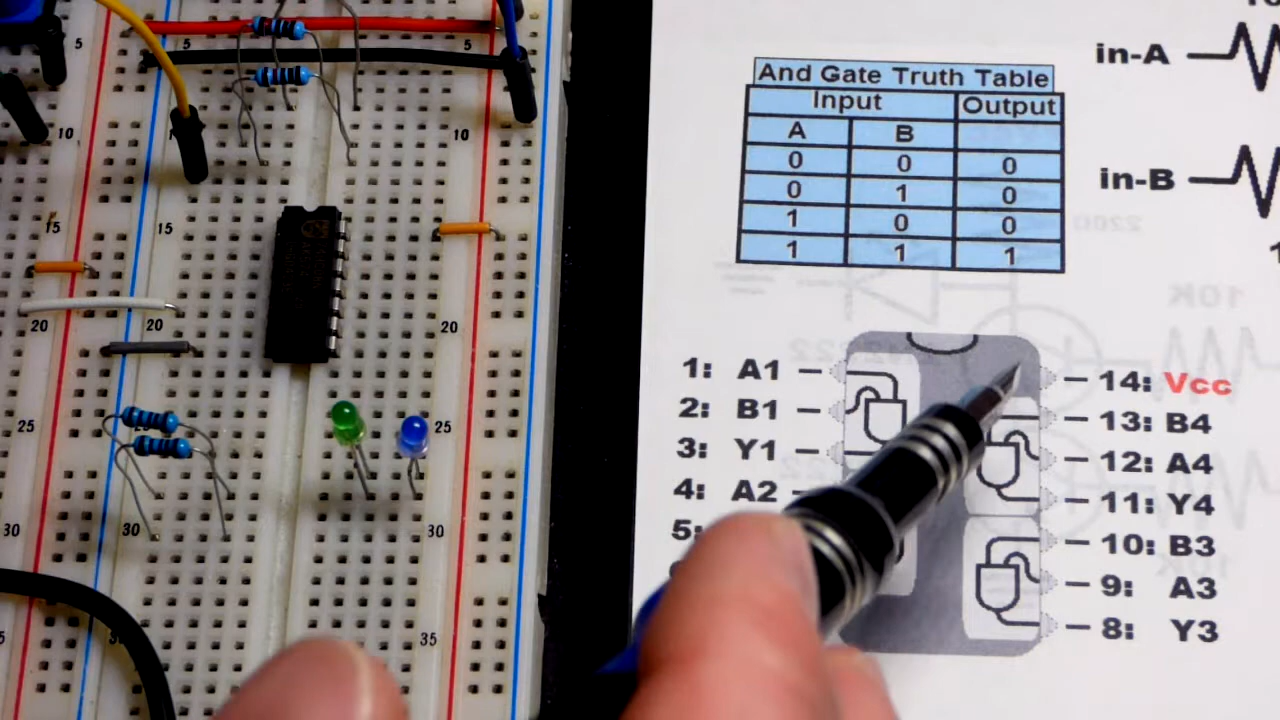 And Gate Truth Table
Input Output
A B
0 0 0
0 1 0
1 0 0
1 1 1
in-A
in-B
1: A1
2: B1
3: Y1
4: A2
5:
14: Vcc
13: B4
12: A4
11: Y4
10: B3
9: A3
8: Y3
5 5 5
10 10
15 15
20 20 20
25 25
30 30 30
35